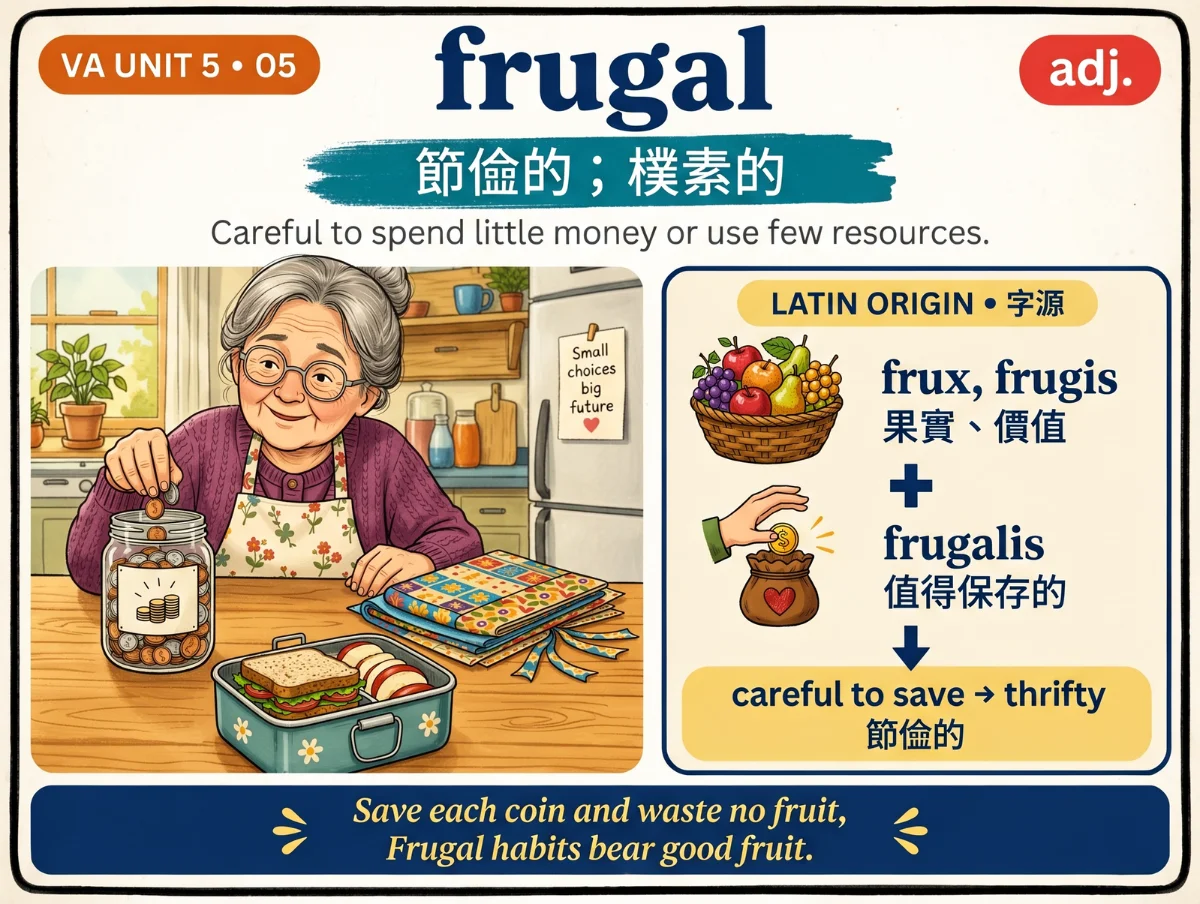 VA UNIT 5 • 05
frugal
adj.
節儉的；樸素的
Careful to spend little money or use few resources.
Small
choices
big
future
LATIN ORIGIN • 字源
frux, frugis
果實、價值
+
frugalis
值得保存的
careful to save → thrifty
節儉的
Save each coin and waste no fruit,
Frugal habits bear good fruit.